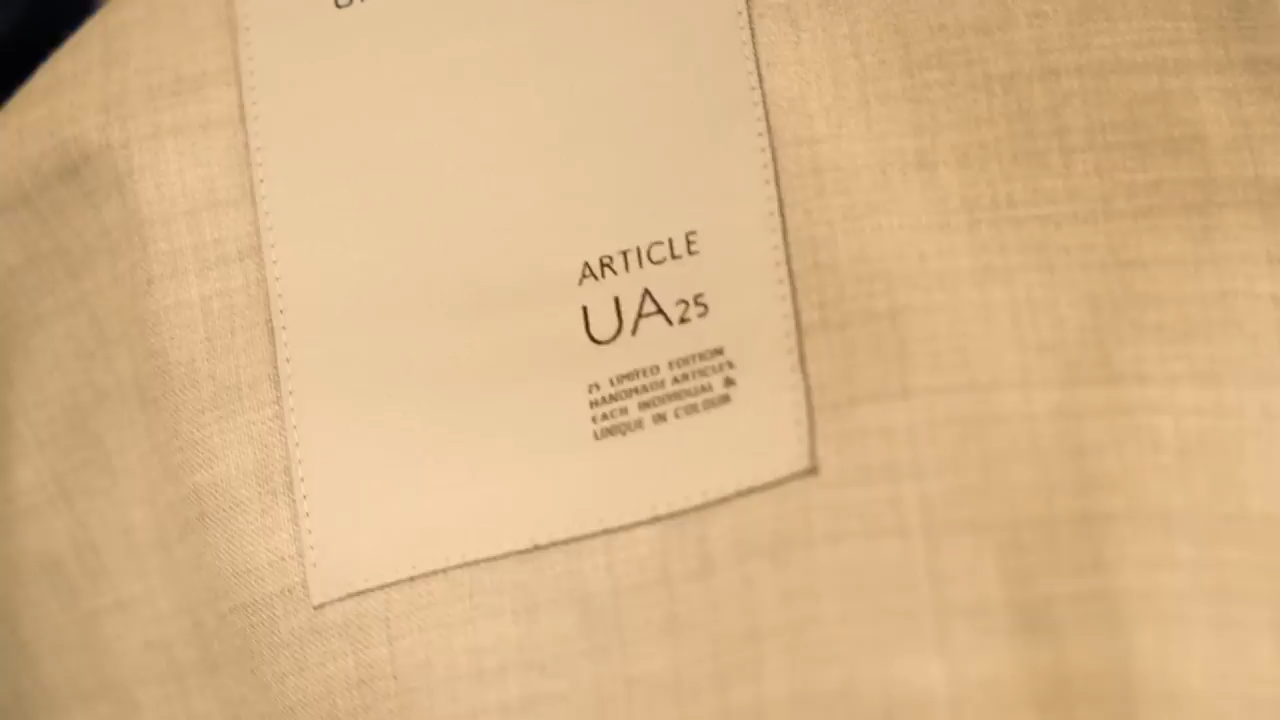 ARTICLE
UA25
25 LIMITED EDITION
HANDMADE ARTICLES
EACH INDIVIDUAL &
UNIQUE IN COLOUR